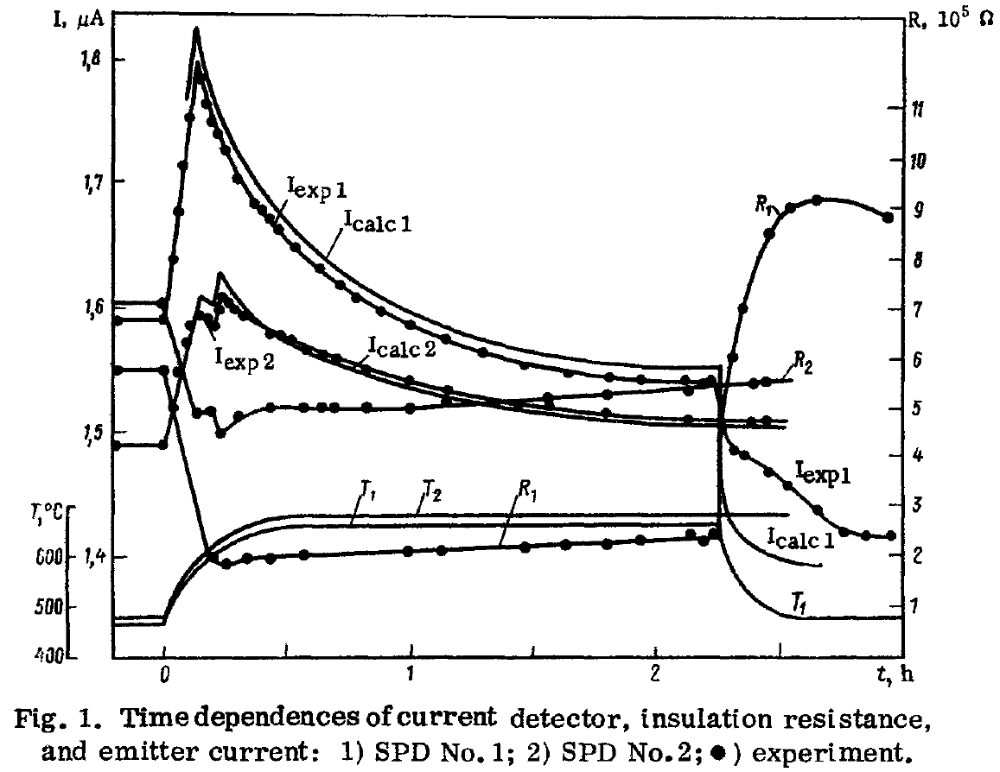 I, μA
R, 10⁵ Ω
1,8
11
10
1,7
I exp 1
R₁
9
I calc 1
8
1,6
7
I exp 2
I calc 2
R₂
6
5
1,5
4
I exp 1
T₁
T₂
R₁
T, °C
3
I calc 1
600
1,4
2
500
T₁
1
400
0
1
2
t, h
Fig. 1. Time dependences of current detector, insulation resistance,
and emitter current: 1) SPD No. 1; 2) SPD No. 2; ●) experiment.